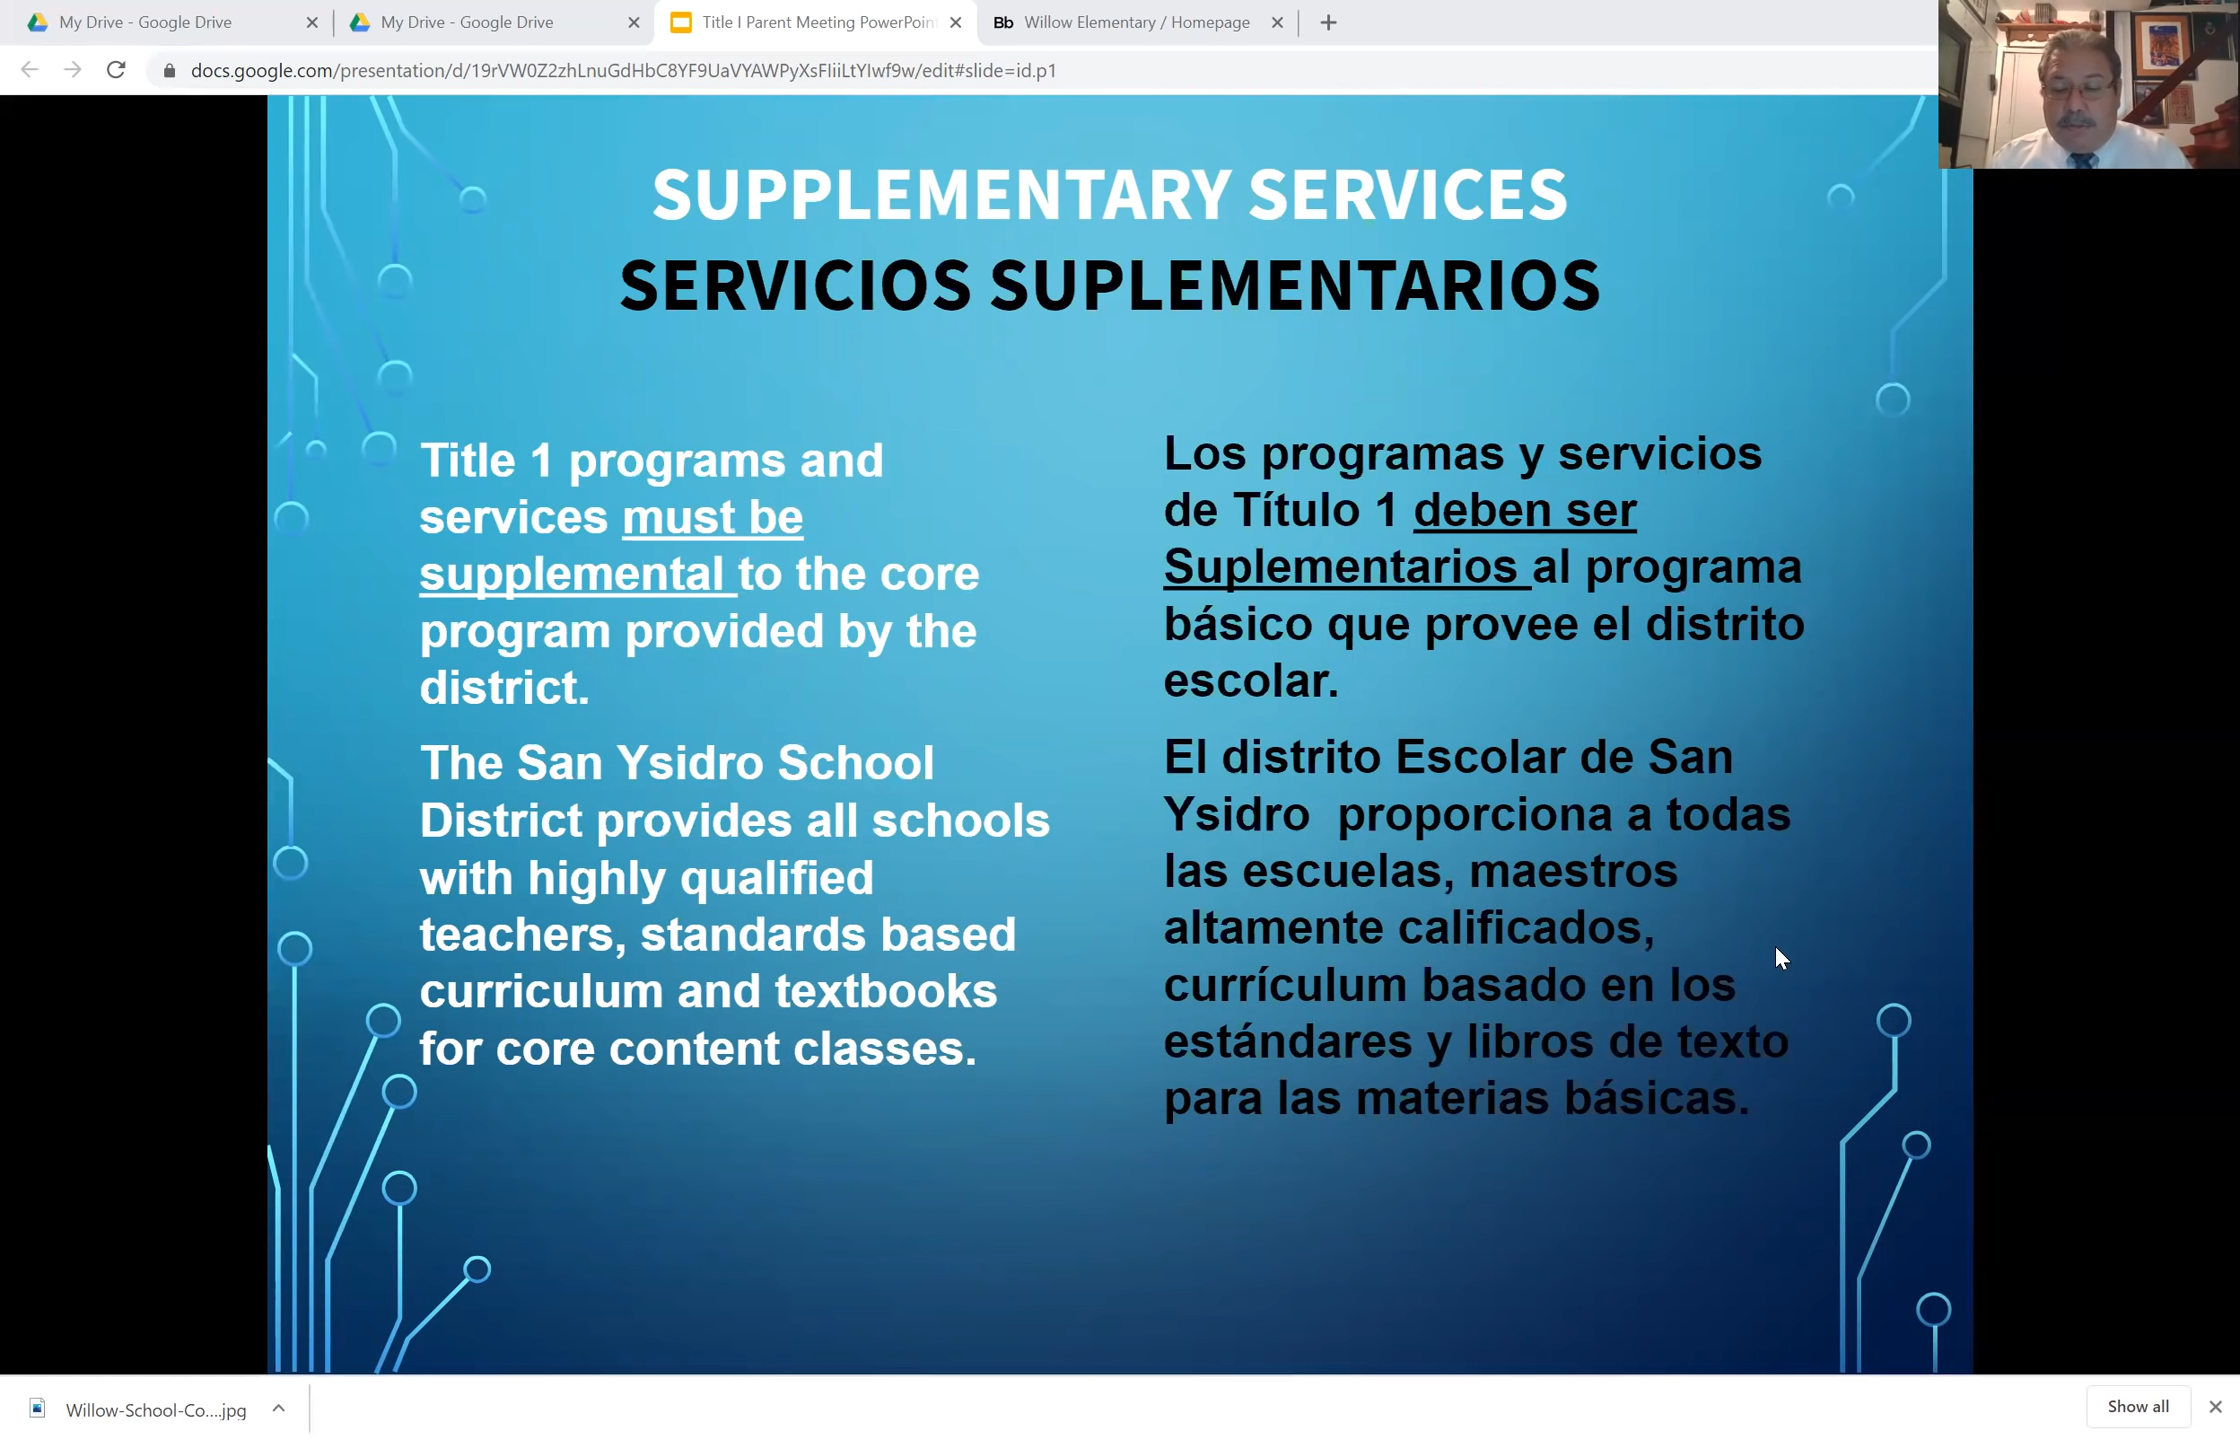 My Drive - Google Drive
My Drive - Google Drive
Title I Parent Meeting PowerPoin
Bb Willow Elementary / Homepage
docs.google.com/presentation/d/19rVW0Z2zhLnuGdHbC8YF9UaVYAWPyXsFIiiLtYIwf9w/edit#slide=id.p1
SUPPLEMENTARY SERVICES
SERVICIOS SUPLEMENTARIOS
Title 1 programs and
services must be
supplemental to the core
program provided by the
district.
The San Ysidro School
District provides all schools
with highly qualified
teachers, standards based
curriculum and textbooks
for core content classes.
Los programas y servicios
de Título 1 deben ser
Suplementarios al programa
básico que provee el distrito
escolar.
El distrito Escolar de San
Ysidro proporciona a todas
las escuelas, maestros
altamente calificados,
currículum basado en los
estándares y libros de texto
para las materias básicas.
Willow-School-Co....jpg
Show all